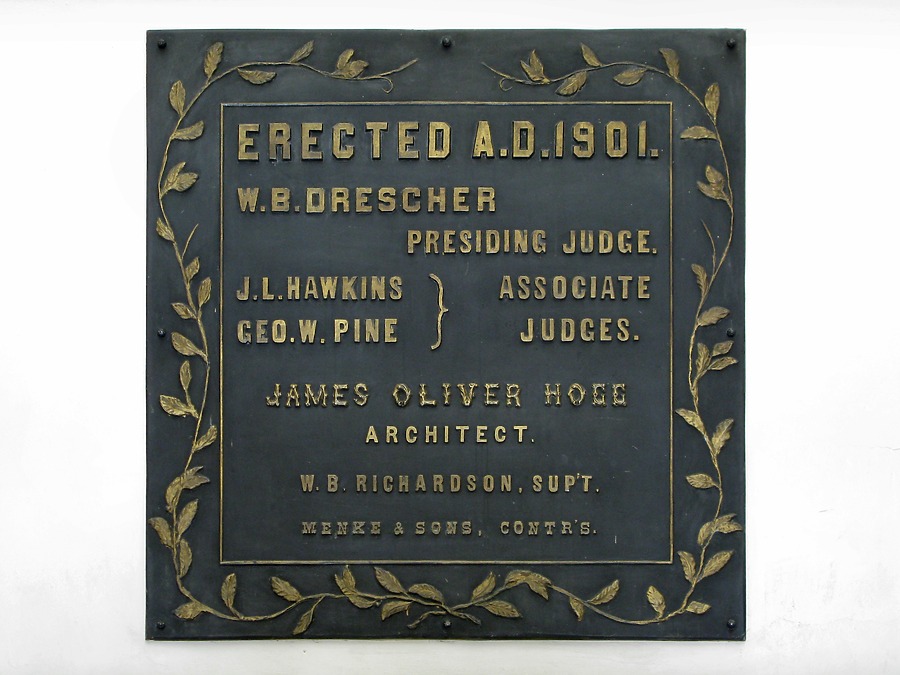 ERECTED A.D.1901.
W.B.DRESCHER
PRESIDING JUDGE.
J.L.HAWKINS } ASSOCIATE
GEO.W.PINE JUDGES.
JAMES OLIVER HOGG
ARCHITECT.
W.B.RICHARDSON, SUP'T.
MENKE & SONS, CONTR'S.